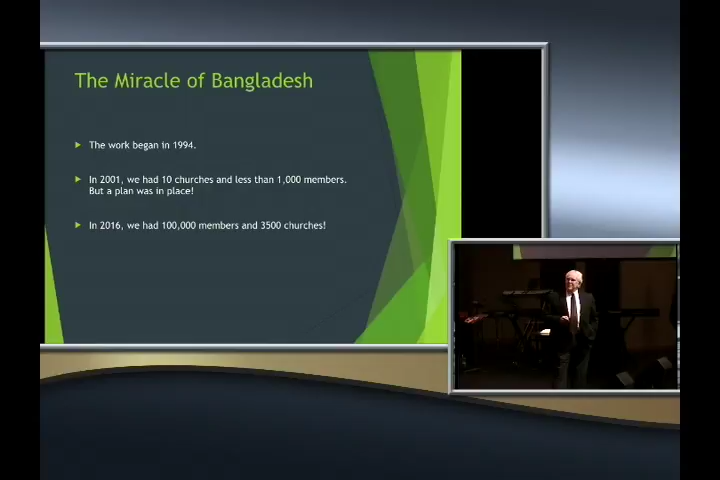 The Miracle of Bangladesh
The work began in 1994.
In 2001, we had 10 churches and less than 1,000 members.
But a plan was in place!
In 2016, we had 100,000 members and 3500 churches!